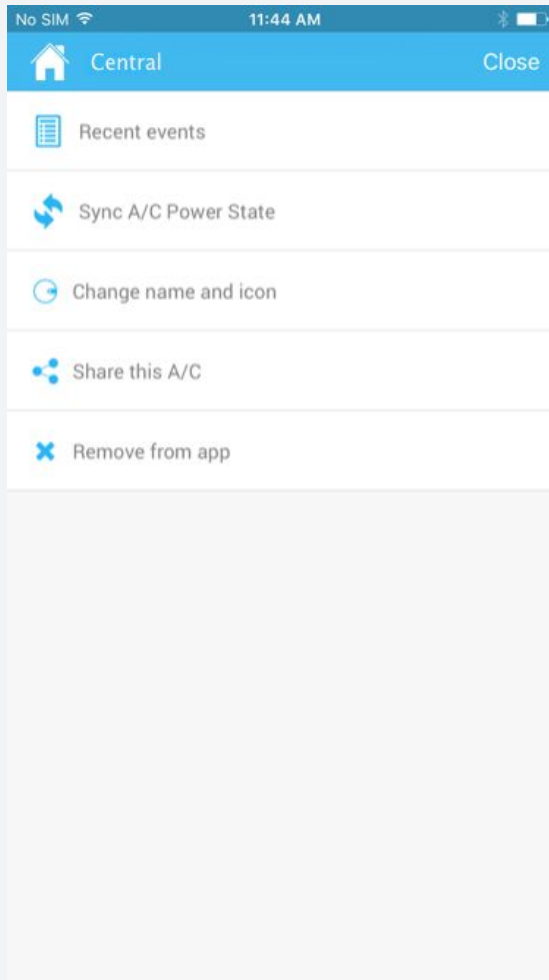 No SIM 11:44 AM
Central Close
Recent events
Sync A/C Power State
Change name and icon
Share this A/C
Remove from app